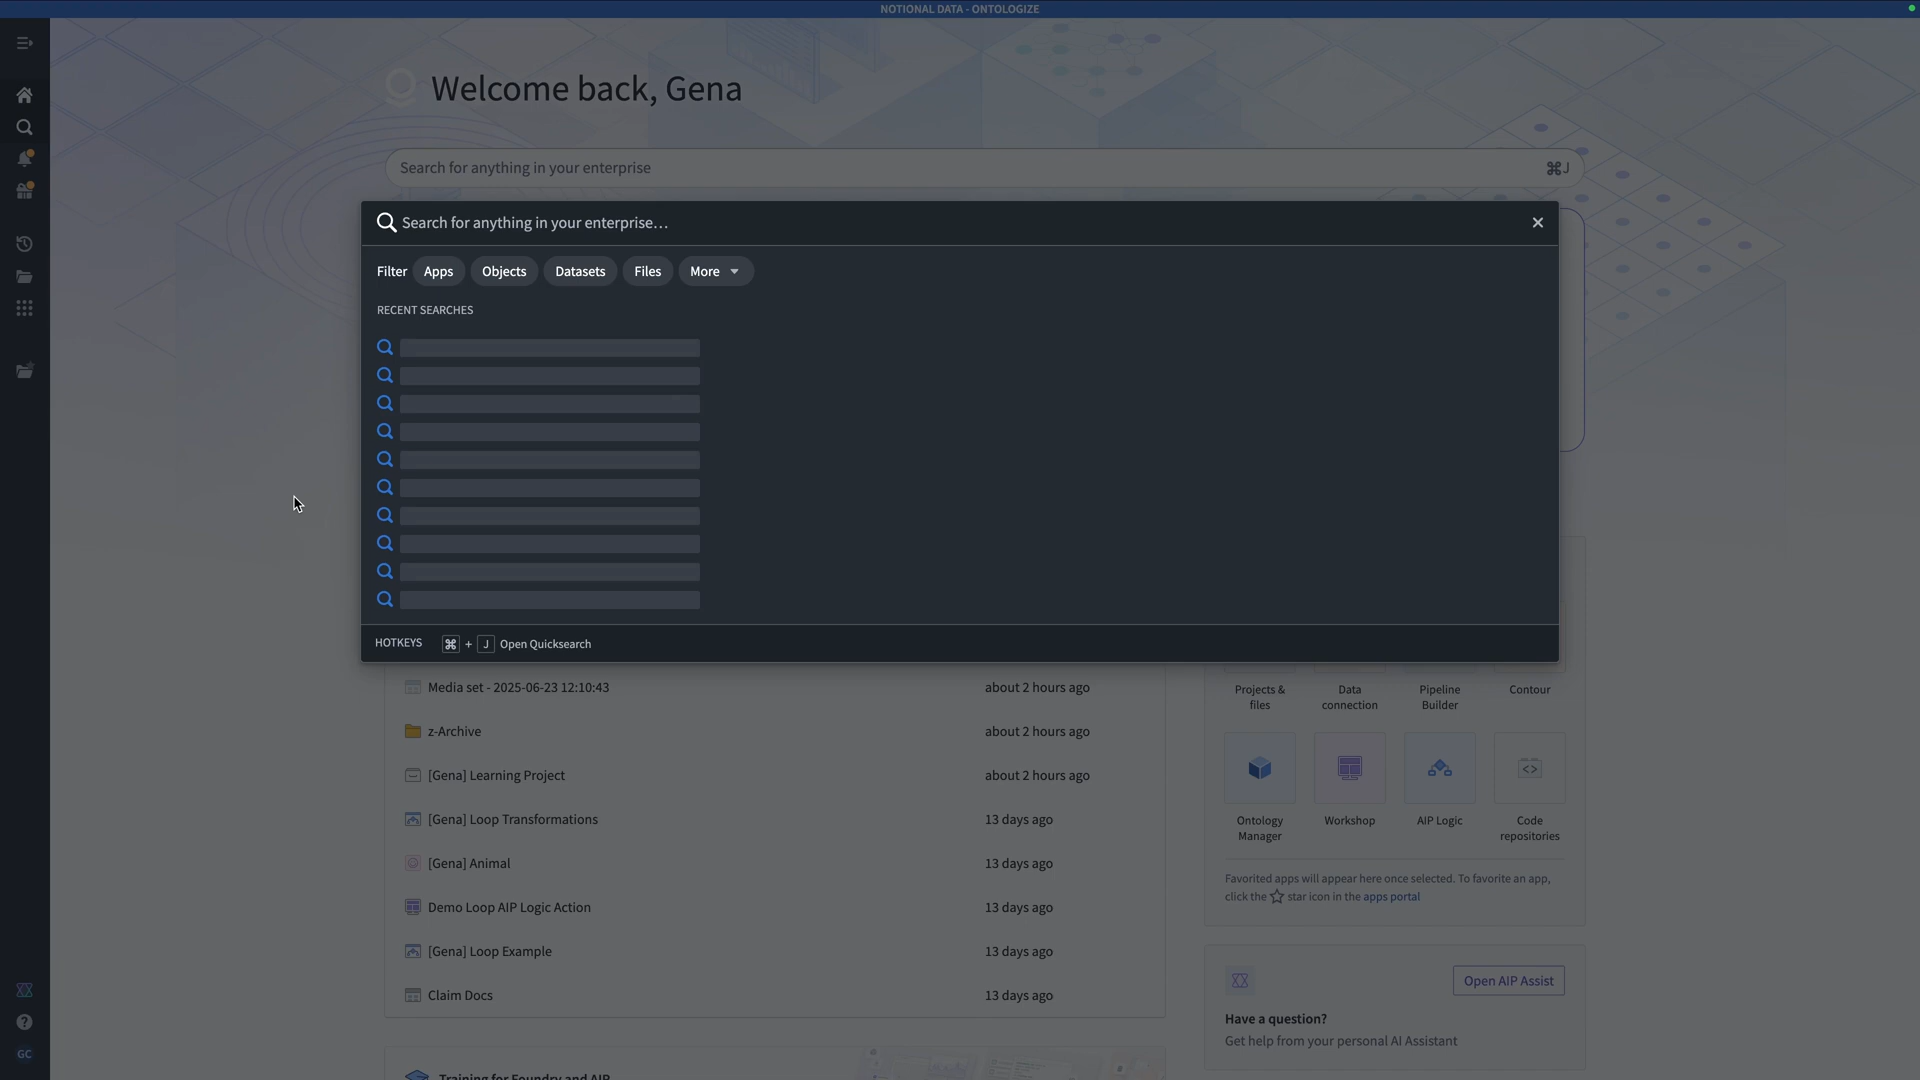 NOTIONAL DATA - ONTOLOGIZE
Welcome back, Gena
Search for anything in your enterprise
⌘J
Search for anything in your enterprise...
Filter Apps Objects Datasets Files More
RECENT SEARCHES
HOTKEYS ⌘ + J Open Quicksearch
Media set - 2025-06-23 12:10:43 about 2 hours ago
z-Archive about 2 hours ago
[Gena] Learning Project about 2 hours ago
[Gena] Loop Transformations 13 days ago
[Gena] Animal 13 days ago
Demo Loop AIP Logic Action 13 days ago
[Gena] Loop Example 13 days ago
Claim Docs 13 days ago
Training for Foundry and AIP
Projects &
files
Data
connection
Pipeline
Builder
Contour
Ontology
Manager
Workshop
AIP Logic
Code
repositories
Favorited apps will appear here once selected. To favorite an app,
click the star icon in the apps portal
Open AIP Assist
Have a question?
Get help from your personal AI Assistant
GC